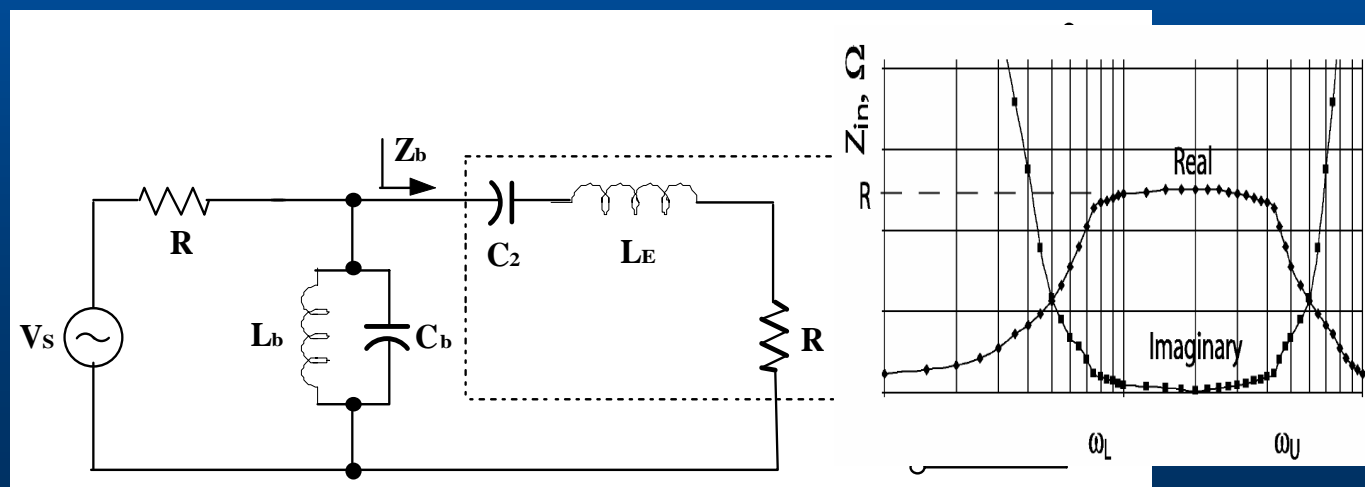 Zb
R
C2
LE
VS
Lb
Cb
R
Zin, Ω
R
Real
Imaginary
ωL
ωU